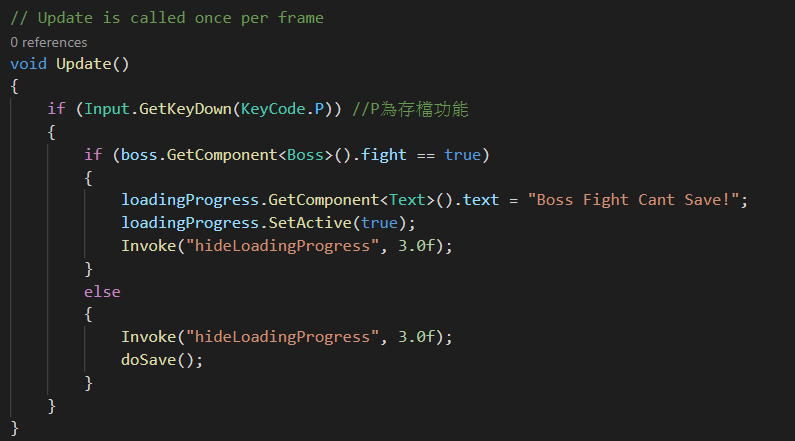 // Update is called once per frame
0 references
void Update()
{
if (Input.GetKeyDown(KeyCode.P)) //P為存檔功能
{
if (boss.GetComponent<Boss>().fight == true)
{
loadingProgress.GetComponent<Text>().text = "Boss Fight Cant Save!";
loadingProgress.SetActive(true);
Invoke("hideLoadingProgress", 3.0f);
}
else
{
Invoke("hideLoadingProgress", 3.0f);
doSave();
}
}
}